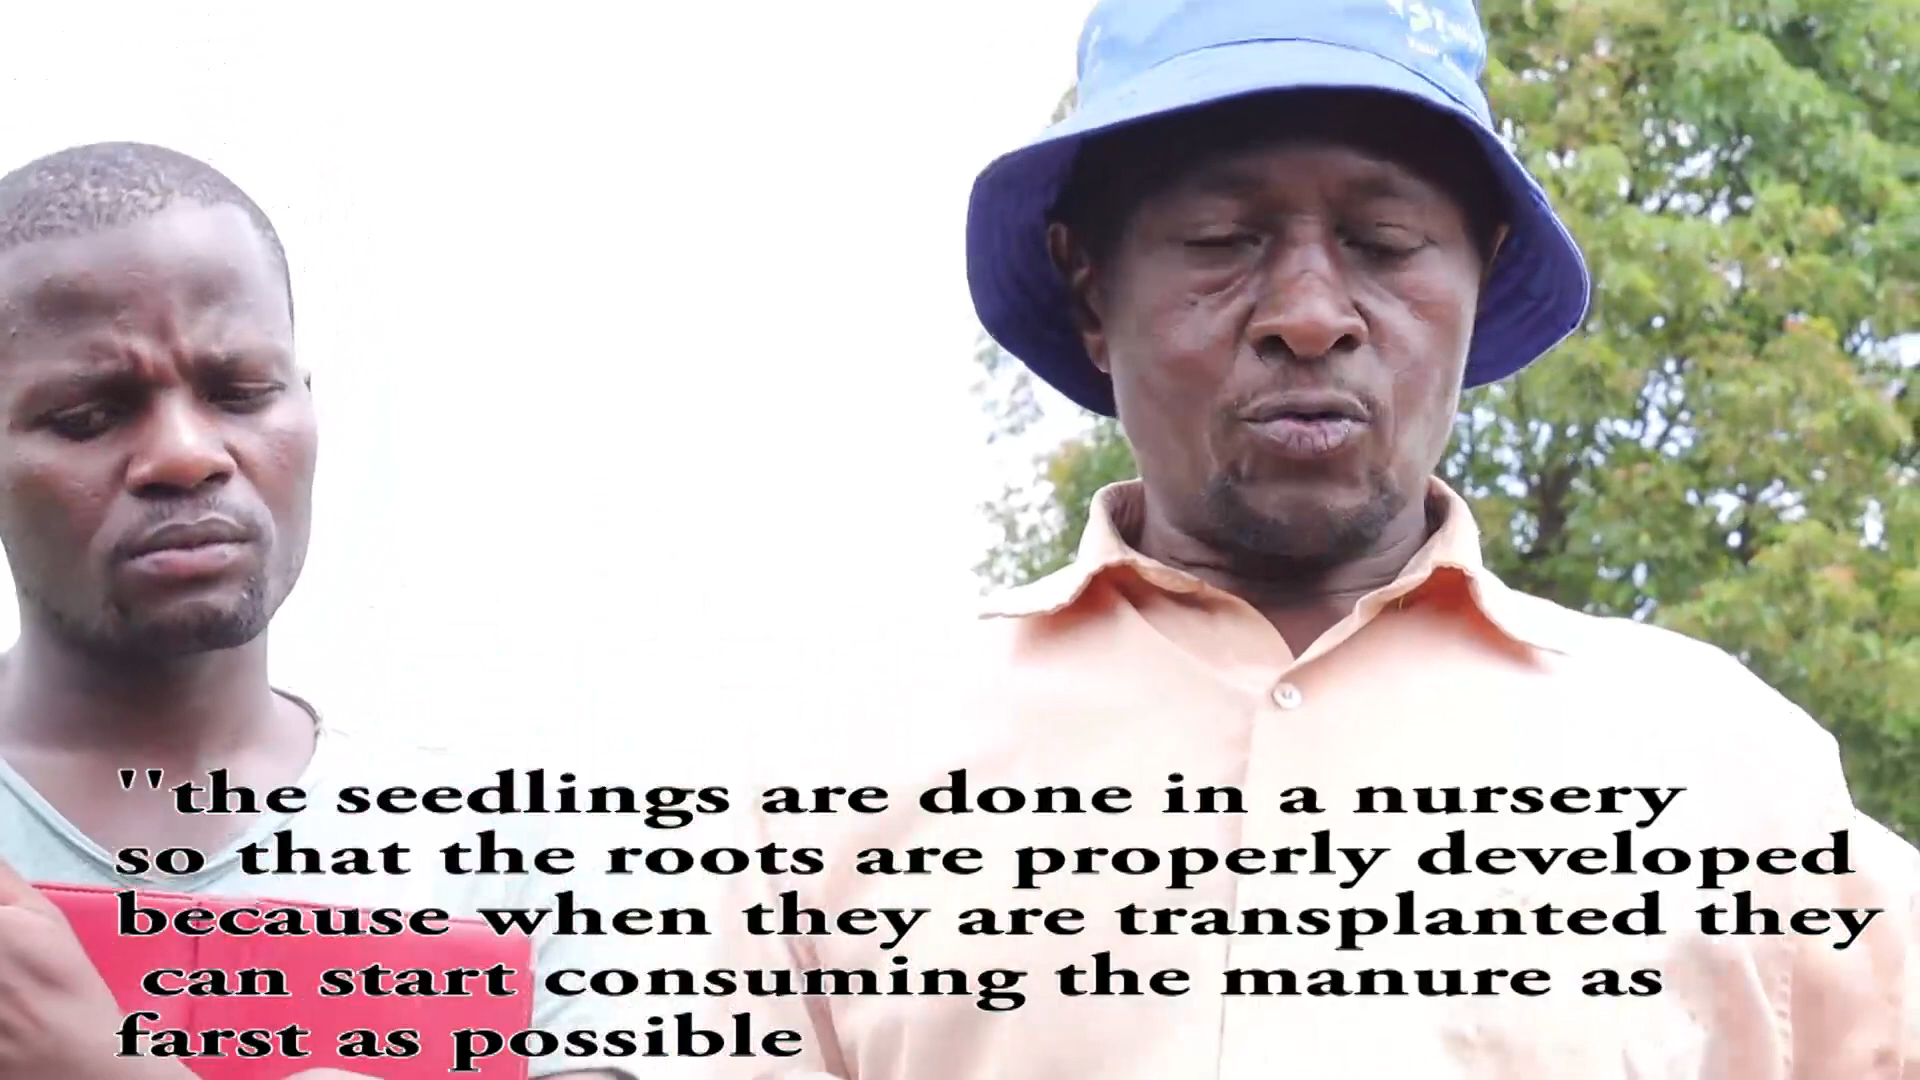 ''the seedlings are done in a nursery
so that the roots are properly developed
because when they are transplanted they
can start consuming the manure as
farst as possible